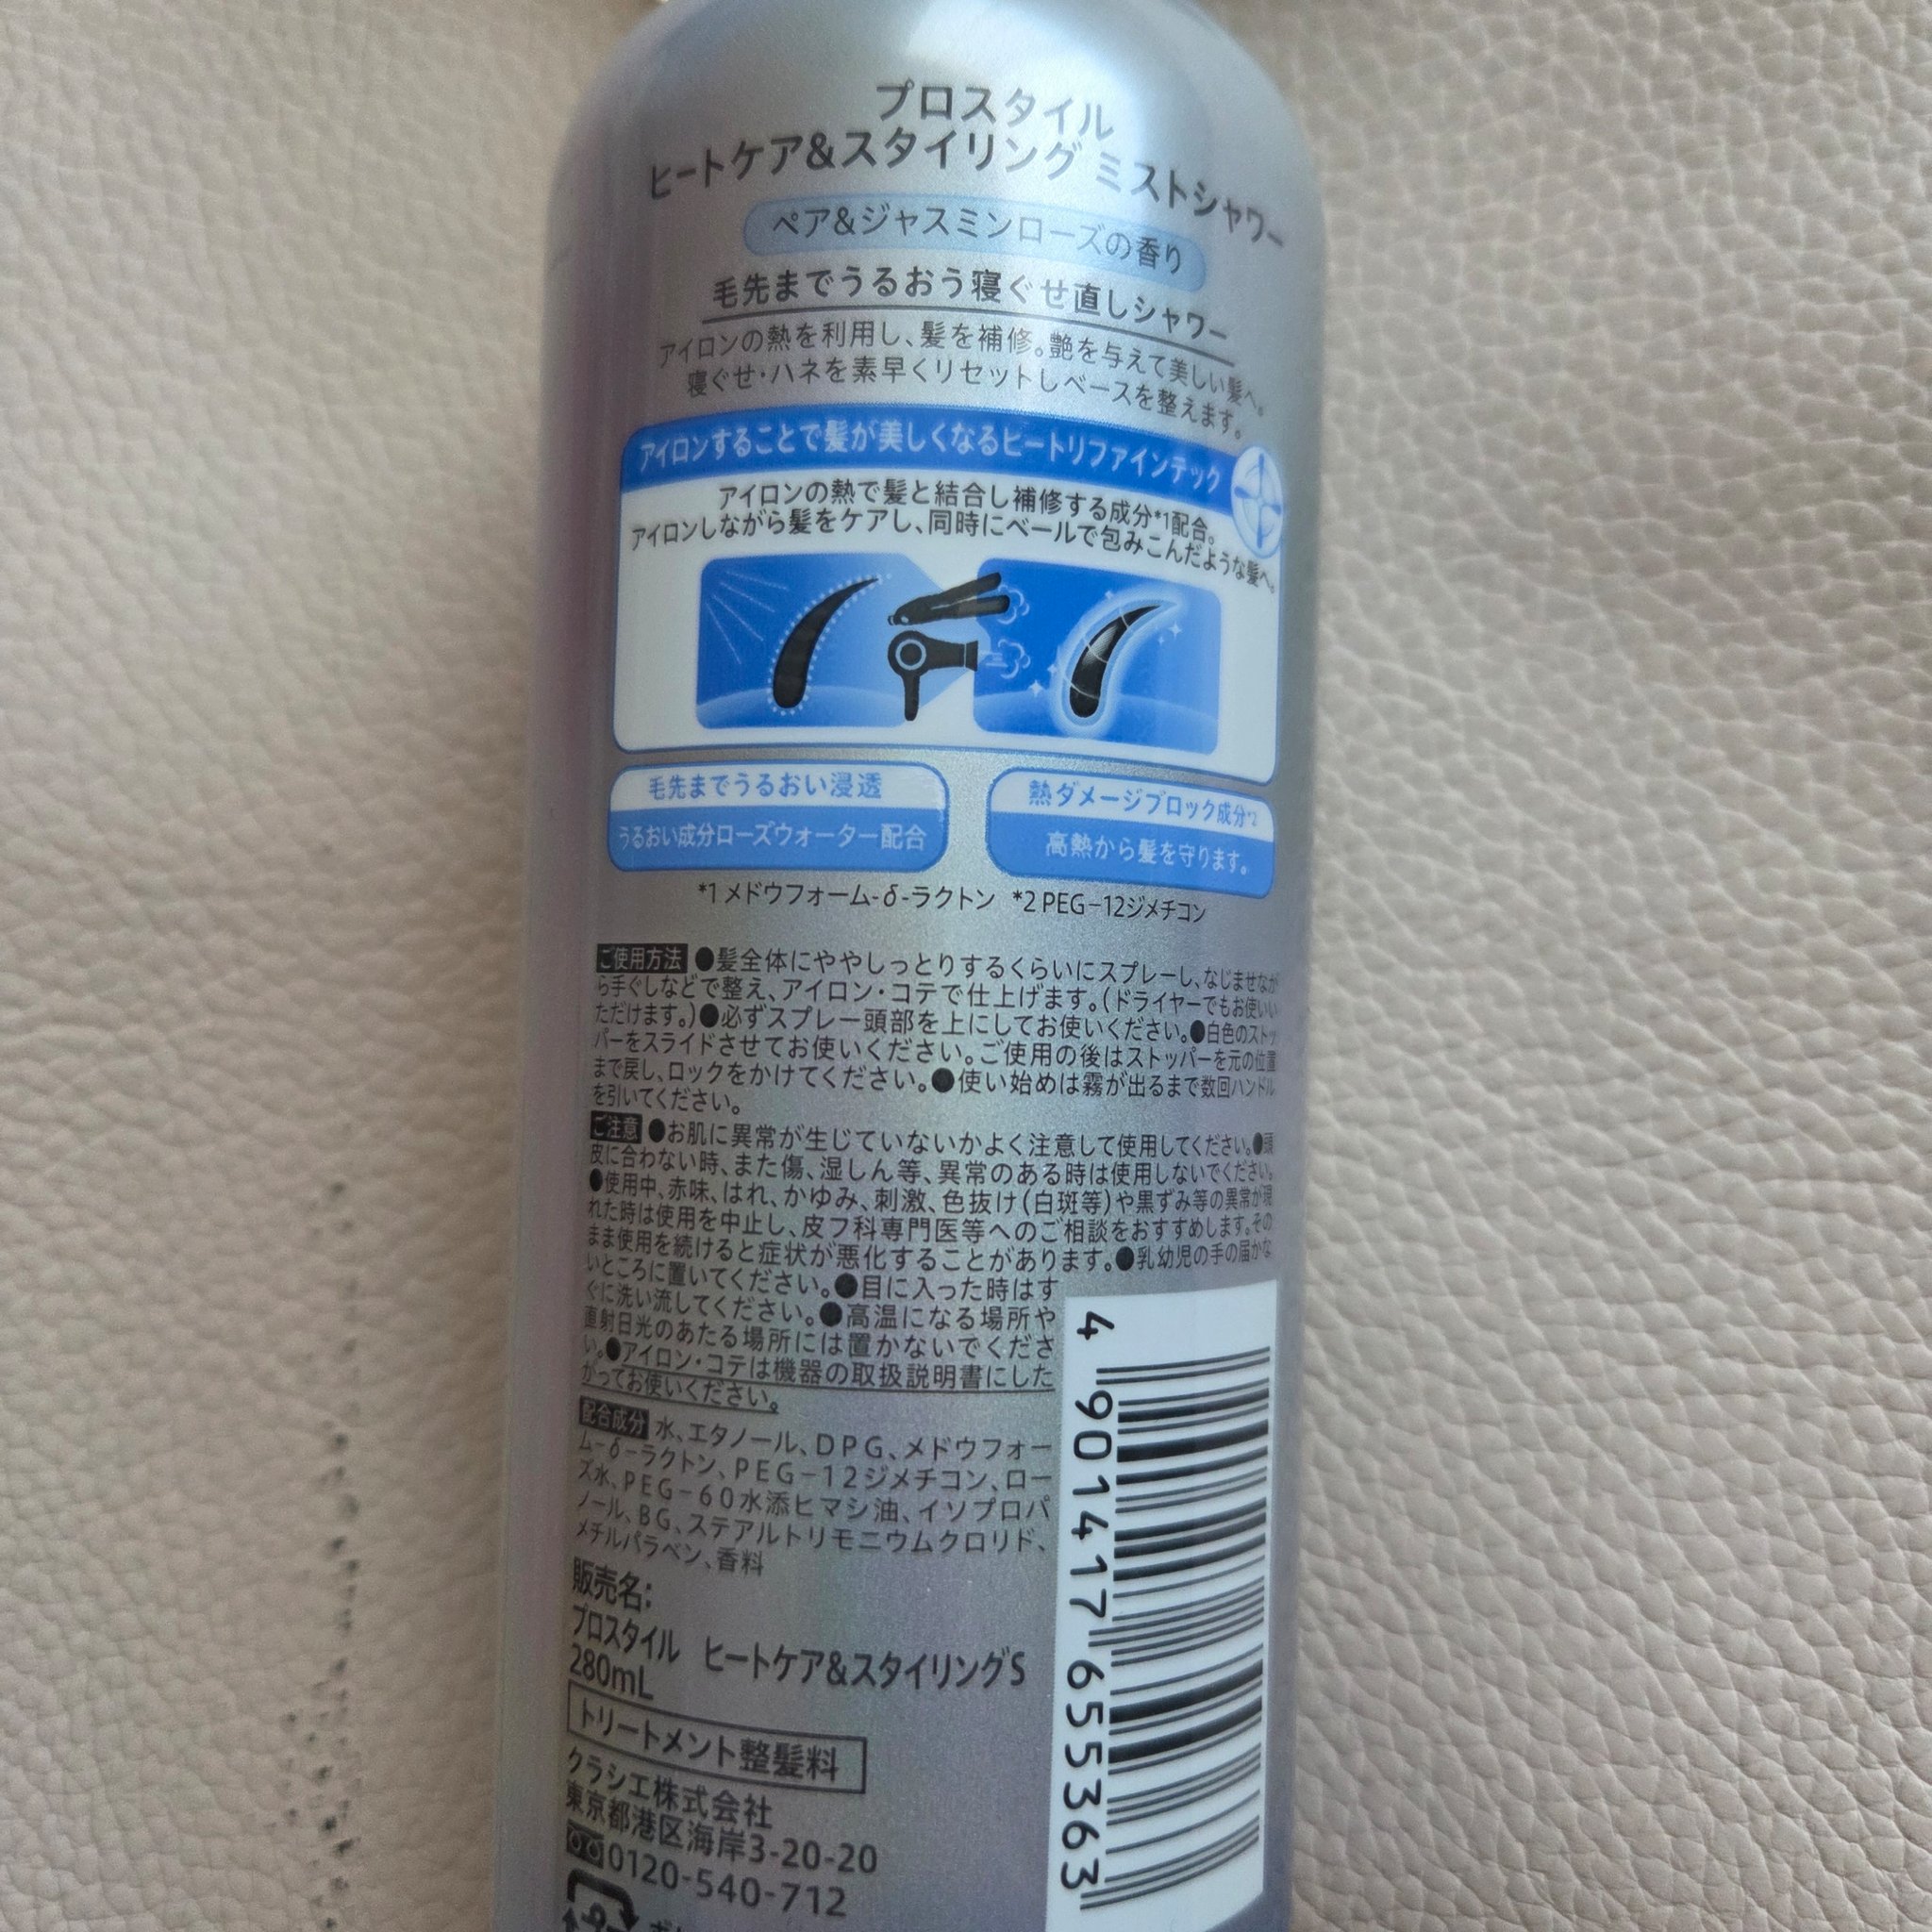 プロスタイル
ヒートケア&スタイリング ミストシャワー
ペア&ジャスミンローズの香り
毛先までうるおう寝ぐせ直しシャワー
アイロンの熱を利用し、髪を補修。艶を与えて美しい髪へ。
寝ぐせ・ハネを素早くリセットしベースを整えます。
アイロンすることで髪が美しくなるヒートリファインテック
アイロンの熱で髪と結合し補修する成分*1配合。
アイロンしながら髪をケアし、同時にベールで包みこんだような髪へ。
毛先までうるおい浸透
うるおい成分ローズウォーター配合
熱ダメージブロック成分*2
高熱から髪を守ります。
*1 メドウフォーム-δ-ラクトン *2 PEG-12ジメチコン
ご使用方法 ●髪全体にややしっとりするくらいにスプレーし、なじませなが
ら手ぐしなどで整え、アイロン・コテで仕上げます。(ドライヤーでもお使いい
ただけます。)●必ずスプレー頭部を上にしてお使いください。●白色のストッ
パーをスライドさせてお使いください。ご使用の後はストッパーを元の位置
まで戻し、ロックをかけてください。●使い始めは霧が出るまで数回ハンドル
を引いてください。
ご注意 ●お肌に異常が生じていないかよく注意して使用してください。●頭
皮に合わない時、また傷、湿しん等、異常のある時は使用しないでください。
●使用中、赤味、はれ、かゆみ、刺激、色抜け(白斑等)や黒ずみ等の異常が現
れた時は使用を中止し、皮フ科専門医等へのご相談をおすすめします。その
まま使用を続けると症状が悪化することがあります。●乳幼児の手の届かな
いところに置いてください。●目に入った時はす
ぐに洗い流してください。●高温になる場所や
直射日光のあたる場所には置かないでくださ
い。●アイロン・コテは機器の取扱説明書にした
がってお使いください。
配合成分 水、エタノール、DPG、メドウフォー
ム-δ-ラクトン、PEG-12ジメチコン、ロー
ズ水、PEG-60水添ヒマシ油、イソプロパ
ノール、BG、ステアルトリモニウムクロリド、
メチルパラベン、香料
販売名:
プロスタイル ヒートケア&スタイリングS
280mL
トリートメント整髪料
クラシエ株式会社
東京都港区海岸3-20-20
0120-540-712
4 901417 655363